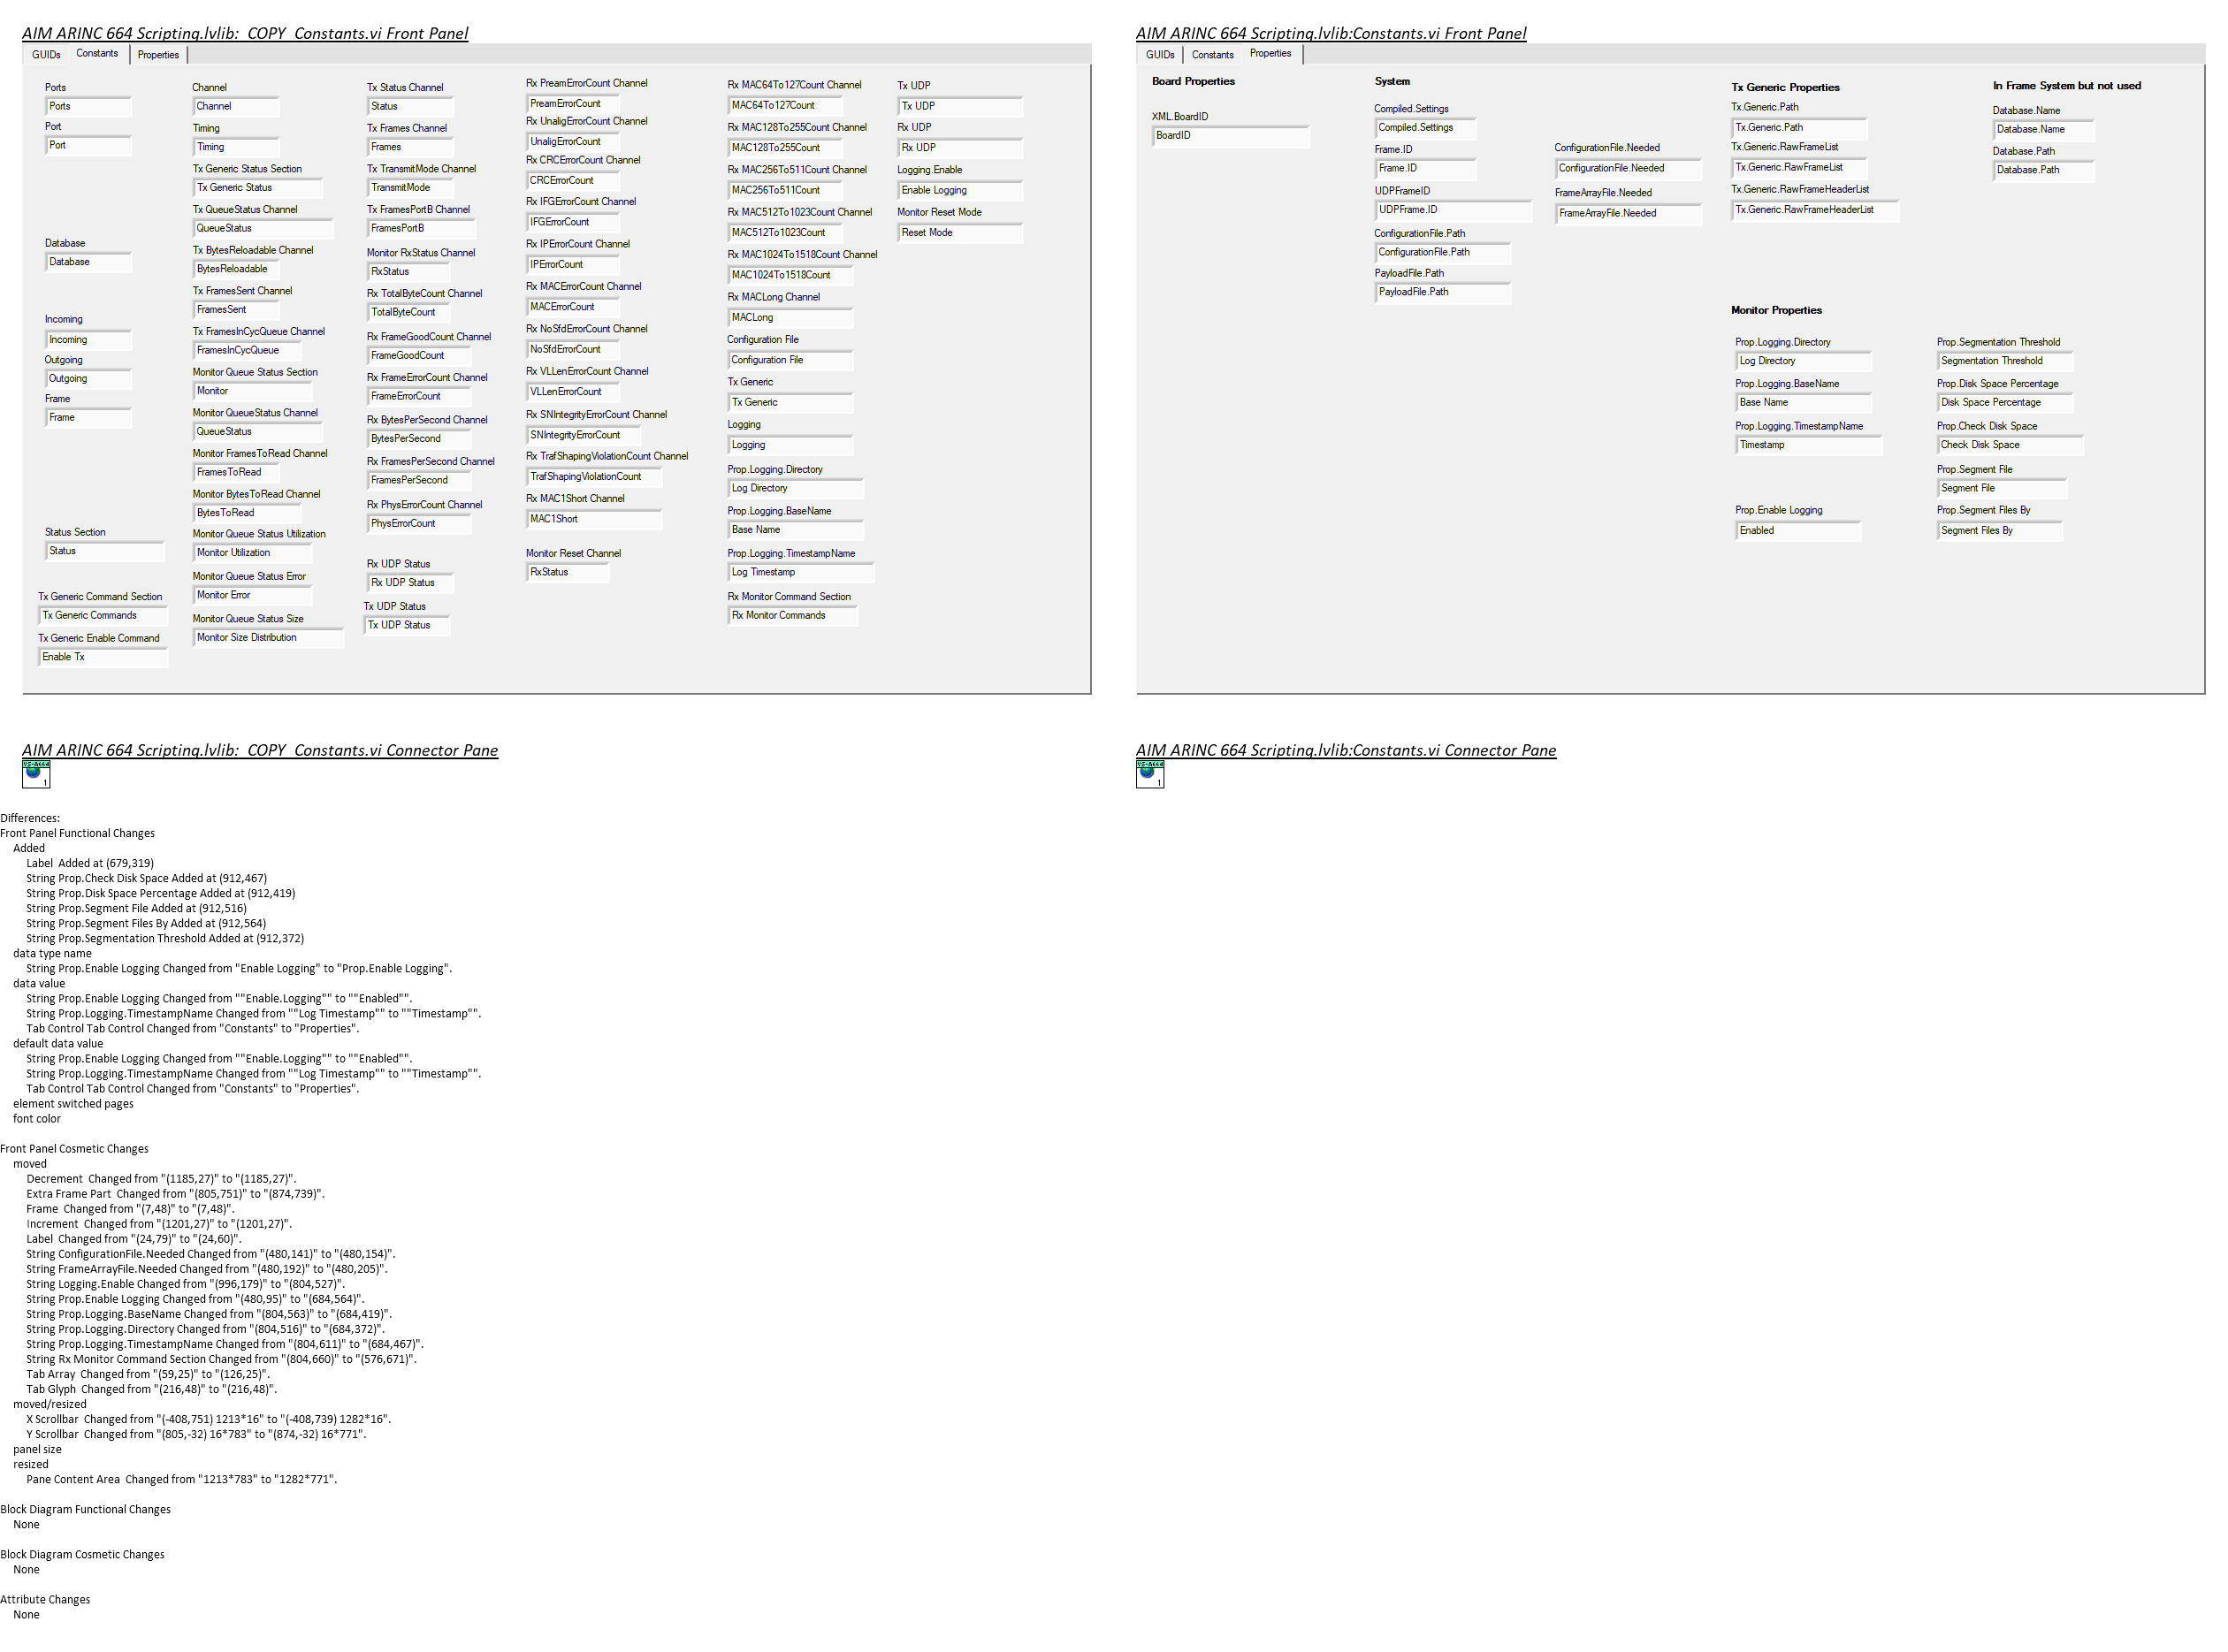 AIM ARINC 664 Scripting.lvlib:_COPY_Constants.vi Front Panel
GUIDs Constants Properties
Ports
Ports
Port
Port
Database
Database
Incoming
Incoming
Outgoing
Outgoing
Frame
Frame
Status Section
Status
Tx Generic Command Section
Tx Generic Commands
Tx Generic Enable Command
Enable Tx
Channel
Channel
Timing
Timing
Tx Generic Status Section
Tx Generic Status
Tx QueueStatus Channel
QueueStatus
Tx BytesReloadable Channel
BytesReloadable
Tx FramesSent Channel
FramesSent
Tx FramesInCycQueue Channel
FramesInCycQueue
Monitor Queue Status Section
Monitor
Monitor QueueStatus Channel
QueueStatus
Monitor FramesToRead Channel
FramesToRead
Monitor BytesToRead Channel
BytesToRead
Monitor Queue Status Utilization
Monitor Utilization
Monitor Queue Status Error
Monitor Error
Monitor Queue Status Size
Monitor Size Distribution
Tx Status Channel
Status
Tx Frames Channel
Frames
Tx TransmitMode Channel
TransmitMode
Tx FramesPortB Channel
FramesPortB
Monitor RxStatus Channel
RxStatus
Rx TotalByteCount Channel
TotalByteCount
Rx FrameGoodCount Channel
FrameGoodCount
Rx FrameErrorCount Channel
FrameErrorCount
Rx BytesPerSecond Channel
BytesPerSecond
Rx FramesPerSecond Channel
FramesPerSecond
Rx PhysErrorCount Channel
PhysErrorCount
Rx UDP Status
Rx UDP Status
Tx UDP Status
Tx UDP Status
Rx PreamErrorCount Channel
PreamErrorCount
Rx UnaligErrorCount Channel
UnaligErrorCount
Rx CRCErrorCount Channel
CRCErrorCount
Rx IFGErrorCount Channel
IFGErrorCount
Rx IPErrorCount Channel
IPErrorCount
Rx MACErrorCount Channel
MACErrorCount
Rx NoSfdErrorCount Channel
NoSfdErrorCount
Rx VLLenErrorCount Channel
VLLenErrorCount
Rx SNIntegrityErrorCount Channel
SNIntegrityErrorCount
Rx TrafShapingViolationCount Channel
TrafShapingViolationCount
Rx MAC1Short Channel
MAC1Short
Monitor Reset Channel
RxStatus
Rx MAC64To127Count Channel
MAC64To127Count
Rx MAC128To255Count Channel
MAC128To255Count
Rx MAC256To511Count Channel
MAC256To511Count
Rx MAC512To1023Count Channel
MAC512To1023Count
Rx MAC1024To1518Count Channel
MAC1024To1518Count
Rx MACLong Channel
MACLong
Configuration File
Configuration File
Tx Generic
Tx Generic
Logging
Logging
Prop.Logging.Directory
Log Directory
Prop.Logging.BaseName
Base Name
Prop.Logging.TimestampName
Log Timestamp
Rx Monitor Command Section
Rx Monitor Commands
Tx UDP
Tx UDP
Rx UDP
Rx UDP
Logging.Enable
Enable Logging
Monitor Reset Mode
Reset Mode
AIM ARINC 664 Scripting.lvlib:Constants.vi Front Panel
GUIDs Constants Properties
Board Properties
XML.BoardID
BoardID
System
Compiled.Settings
Compiled.Settings
Frame.ID
Frame.ID
UDPFrameID
UDPFrame.ID
ConfigurationFile.Path
ConfigurationFile.Path
PayloadFile.Path
PayloadFile.Path
ConfigurationFile.Needed
ConfigurationFile.Needed
FrameArrayFile.Needed
FrameArrayFile.Needed
Tx Generic Properties
Tx.Generic.Path
Tx.Generic.Path
Tx.Generic.RawFrameList
Tx.Generic.RawFrameList
Tx.Generic.RawFrameHeaderList
Tx.Generic.RawFrameHeaderList
In Frame System but not used
Database.Name
Database.Name
Database.Path
Database.Path
Monitor Properties
Prop.Logging.Directory
Log Directory
Prop.Logging.BaseName
Base Name
Prop.Logging.TimestampName
Timestamp
Prop.Enable Logging
Enabled
Prop.Segmentation Threshold
Segmentation Threshold
Prop.Disk Space Percentage
Disk Space Percentage
Prop.Check Disk Space
Check Disk Space
Prop.Segment File
Segment File
Prop.Segment Files By
Segment Files By
AIM ARINC 664 Scripting.lvlib:_COPY_Constants.vi Connector Pane
VS-A664
1
AIM ARINC 664 Scripting.lvlib:Constants.vi Connector Pane
VS-A664
1
Differences:
Front Panel Functional Changes
Added
Label  Added at (679,319)
String Prop.Check Disk Space Added at (912,467)
String Prop.Disk Space Percentage Added at (912,419)
String Prop.Segment File Added at (912,516)
String Prop.Segment Files By Added at (912,564)
String Prop.Segmentation Threshold Added at (912,372)
data type name
String Prop.Enable Logging Changed from "Enable Logging" to "Prop.Enable Logging".
data value
String Prop.Enable Logging Changed from ""Enable.Logging"" to ""Enabled"".
String Prop.Logging.TimestampName Changed from ""Log Timestamp"" to ""Timestamp"".
Tab Control Tab Control Changed from "Constants" to "Properties".
default data value
String Prop.Enable Logging Changed from ""Enable.Logging"" to ""Enabled"".
String Prop.Logging.TimestampName Changed from ""Log Timestamp"" to ""Timestamp"".
Tab Control Tab Control Changed from "Constants" to "Properties".
element switched pages
font color
Front Panel Cosmetic Changes
moved
Decrement  Changed from "(1185,27)" to "(1185,27)".
Extra Frame Part  Changed from "(805,751)" to "(874,739)".
Frame  Changed from "(7,48)" to "(7,48)".
Increment  Changed from "(1201,27)" to "(1201,27)".
Label  Changed from "(24,79)" to "(24,60)".
String ConfigurationFile.Needed Changed from "(480,141)" to "(480,154)".
String FrameArrayFile.Needed Changed from "(480,192)" to "(480,205)".
String Logging.Enable Changed from "(996,179)" to "(804,527)".
String Prop.Enable Logging Changed from "(480,95)" to "(684,564)".
String Prop.Logging.BaseName Changed from "(804,563)" to "(684,419)".
String Prop.Logging.Directory Changed from "(804,516)" to "(684,372)".
String Prop.Logging.TimestampName Changed from "(804,611)" to "(684,467)".
String Rx Monitor Command Section Changed from "(804,660)" to "(576,671)".
Tab Array  Changed from "(59,25)" to "(126,25)".
Tab Glyph  Changed from "(216,48)" to "(216,48)".
moved/resized
X Scrollbar  Changed from "(-408,751) 1213*16" to "(-408,739) 1282*16".
Y Scrollbar  Changed from "(805,-32) 16*783" to "(874,-32) 16*771".
panel size
resized
Pane Content Area  Changed from "1213*783" to "1282*771".
Block Diagram Functional Changes
None
Block Diagram Cosmetic Changes
None
Attribute Changes
None